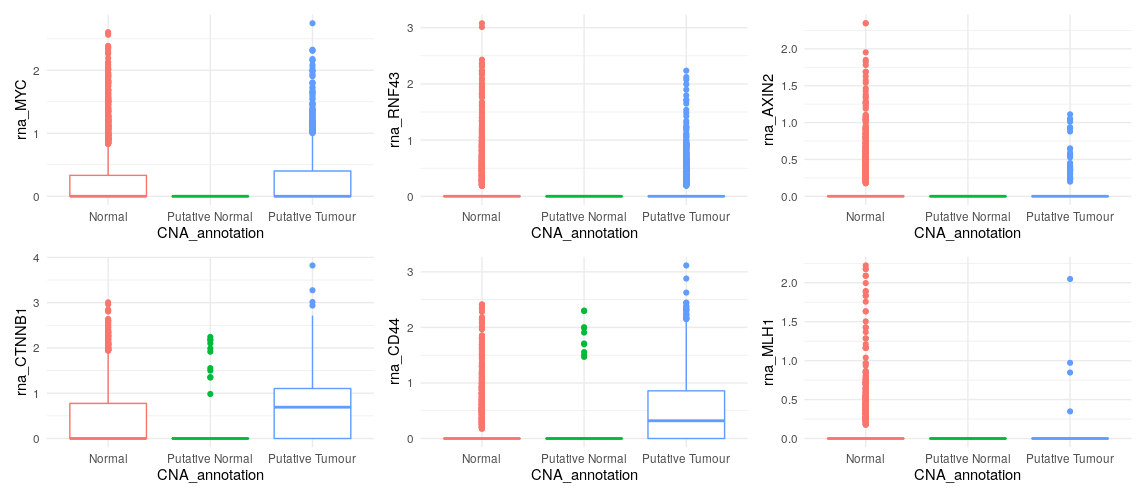 rna_MYC
2
1
0
Normal
Putative Normal
Putative Tumour
CNA_annotation
rna_RNF43
3
2
1
0
Normal
Putative Normal
Putative Tumour
CNA_annotation
rna_AXIN2
2.0
1.5
1.0
0.5
0.0
Normal
Putative Normal
Putative Tumour
CNA_annotation
rna_CTNNB1
4
3
2
1
0
Normal
Putative Normal
Putative Tumour
CNA_annotation
rna_CD44
3
2
1
0
Normal
Putative Normal
Putative Tumour
CNA_annotation
rna_MLH1
2.0
1.5
1.0
0.5
0.0
Normal
Putative Normal
Putative Tumour
CNA_annotation